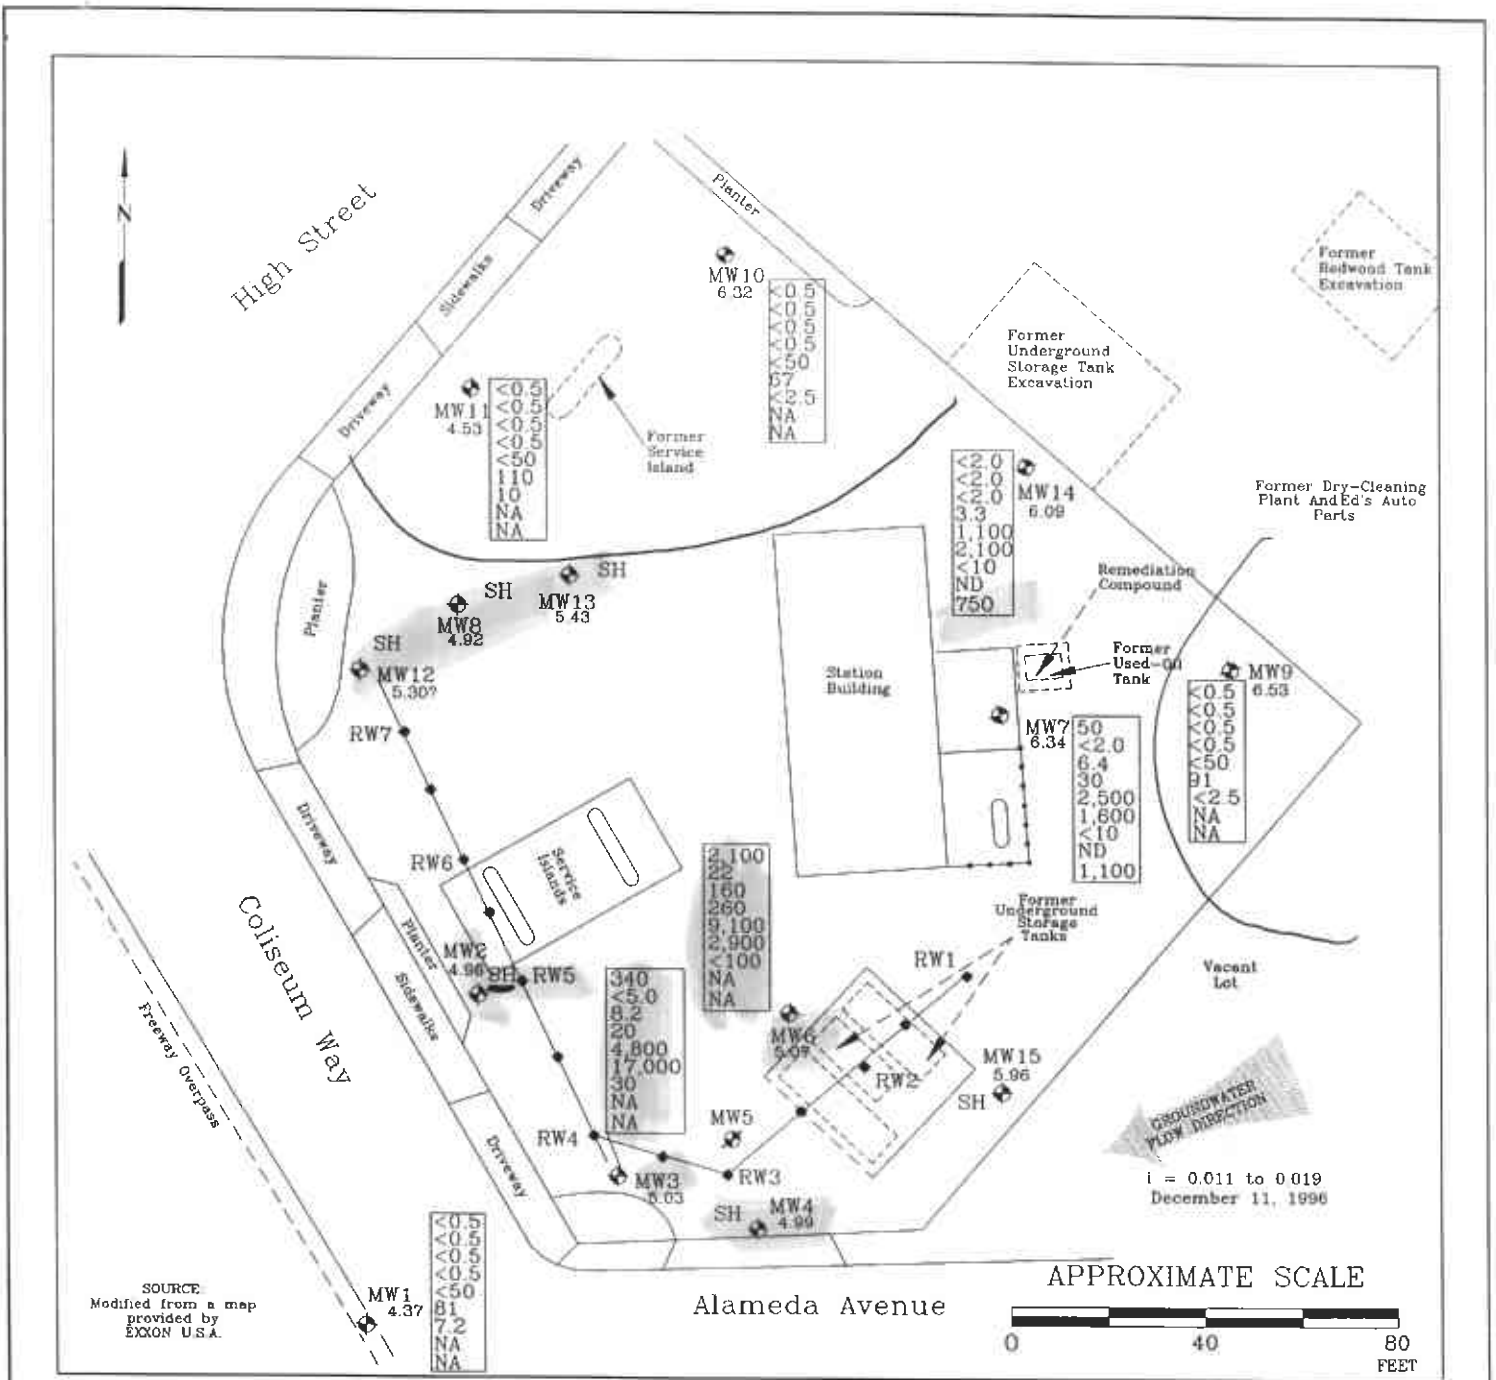 N
High Street
Driveway
Sidewalks
Driveway
Planter
Planter
MW10
6.32
<0.5
<0.5
<0.5
<0.5
<50
67
<2.5
NA
NA
Former
Redwood Tank
Excavation
Former
Underground
Storage Tank
Excavation
MW11
4.53
<0.5
<0.5
<0.5
<0.5
<50
110
10
NA
NA
Former
Service
Island
<2.0
<2.0
<2.0
3.3
1,100
2,100
<10
ND
750
MW14
6.09
Former Dry-Cleaning
Plant And Ed's Auto
Parts
Remediation
Compound
Former
Used-Oil
Tank
SH
MW13
5.43
SH
MW8
4.92
SH
MW12
5.30?
Station
Building
MW9
6.53
<0.5
<0.5
<0.5
<0.5
<50
91
<2.5
NA
NA
MW7
6.34
50
<2.0
6.4
30
2,500
1,600
<10
ND
1,100
RW7
Driveway
RW6
Service
Islands
2,100
22
160
260
9,100
2,900
<100
NA
NA
Former
Underground
Storage
Tanks
Coliseum Way
Freeway Overpass
Planter
Sidewalks
MW2
4.96
SH
RW5
340
<5.0
8.2
20
4,800
17,000
30
NA
NA
RW1
Vacant
Lot
MW6
5.07
RW2
MW15
5.96
SH
GROUNDWATER
FLOW DIRECTION
i = 0.011 to 0.019
December 11, 1996
MW5
RW4
Driveway
MW3
5.03
RW3
SH
MW4
4.99
<0.5
<0.5
<0.5
<0.5
<50
81
7.2
NA
NA
MW1
4.37
SOURCE:
Modified from a map
provided by
EXXON U.S.A.
Alameda Avenue
APPROXIMATE SCALE
0 40 80
FEET